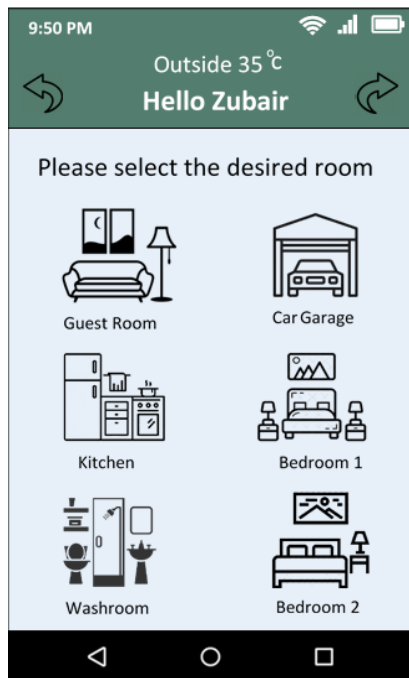 9:50 PM
Outside 35 °C
Hello Zubair
Please select the desired room
Guest Room
Car Garage
Kitchen
Bedroom 1
Washroom
Bedroom 2